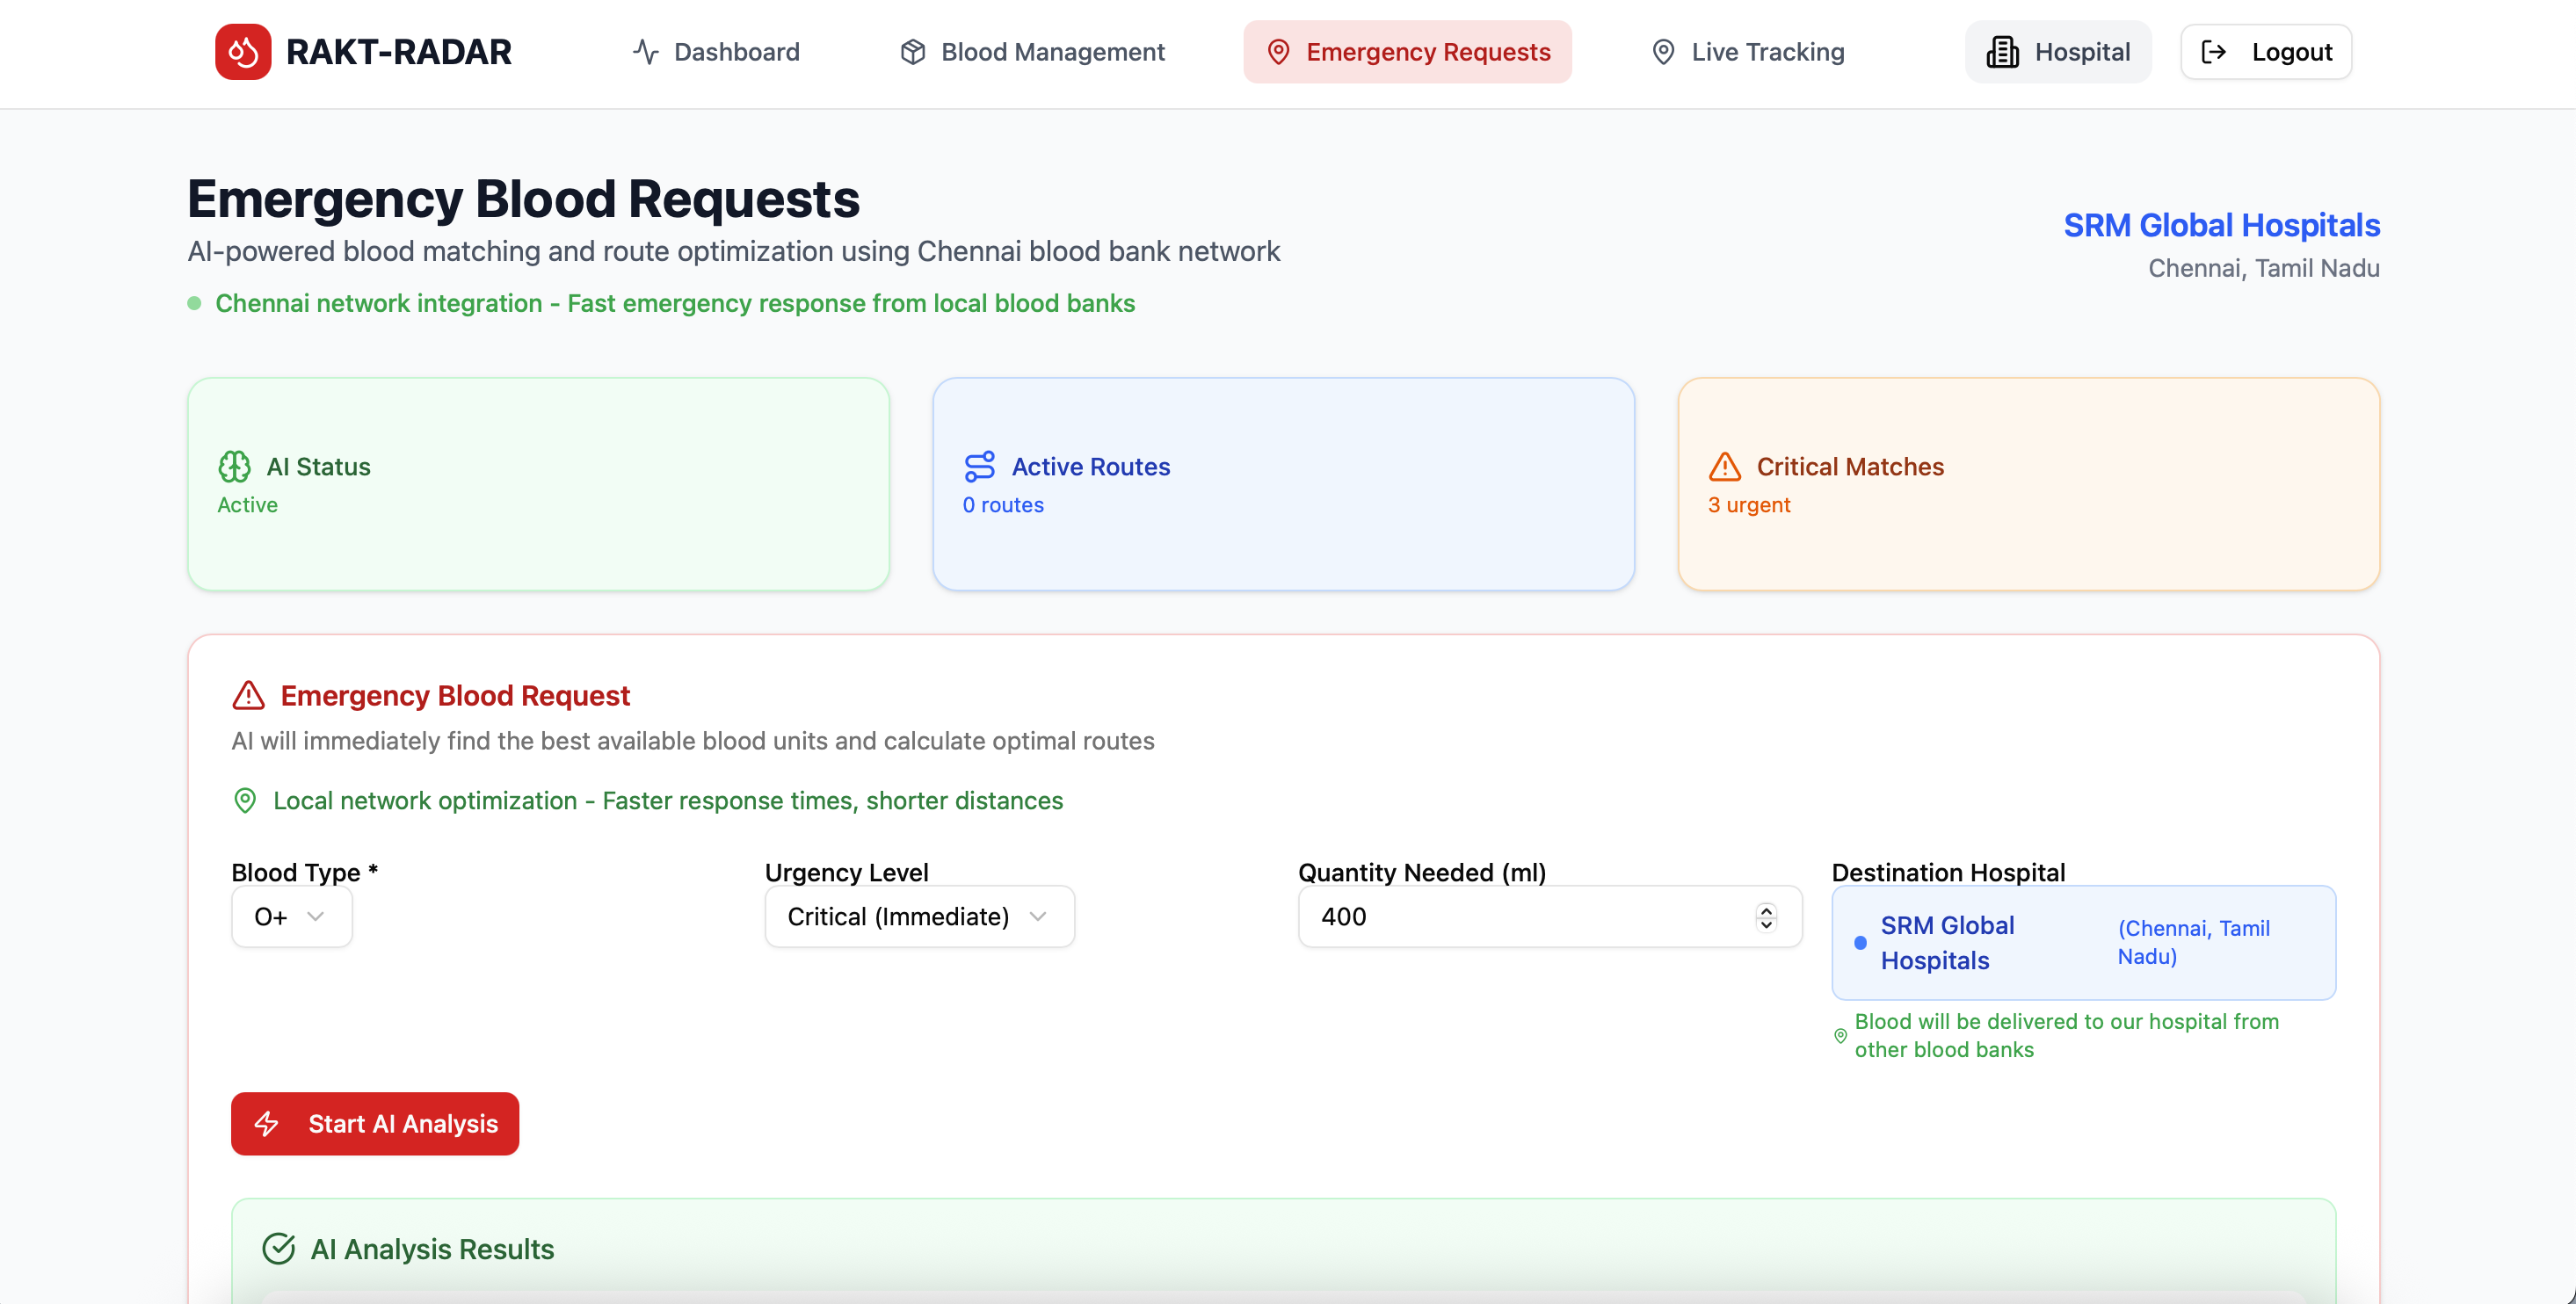 RAKT-RADAR
Dashboard
Blood Management
Emergency Requests
Live Tracking
Hospital
Logout
Emergency Blood Requests
AI-powered blood matching and route optimization using Chennai blood bank network
Chennai network integration - Fast emergency response from local blood banks
SRM Global Hospitals
Chennai, Tamil Nadu
AI Status
Active
Active Routes
0 routes
Critical Matches
3 urgent
Emergency Blood Request
AI will immediately find the best available blood units and calculate optimal routes
Local network optimization - Faster response times, shorter distances
Blood Type *
O+
Urgency Level
Critical (Immediate)
Quantity Needed (ml)
400
Destination Hospital
SRM Global
Hospitals
(Chennai, Tamil
Nadu)
Blood will be delivered to our hospital from
other blood banks
Start AI Analysis
AI Analysis Results